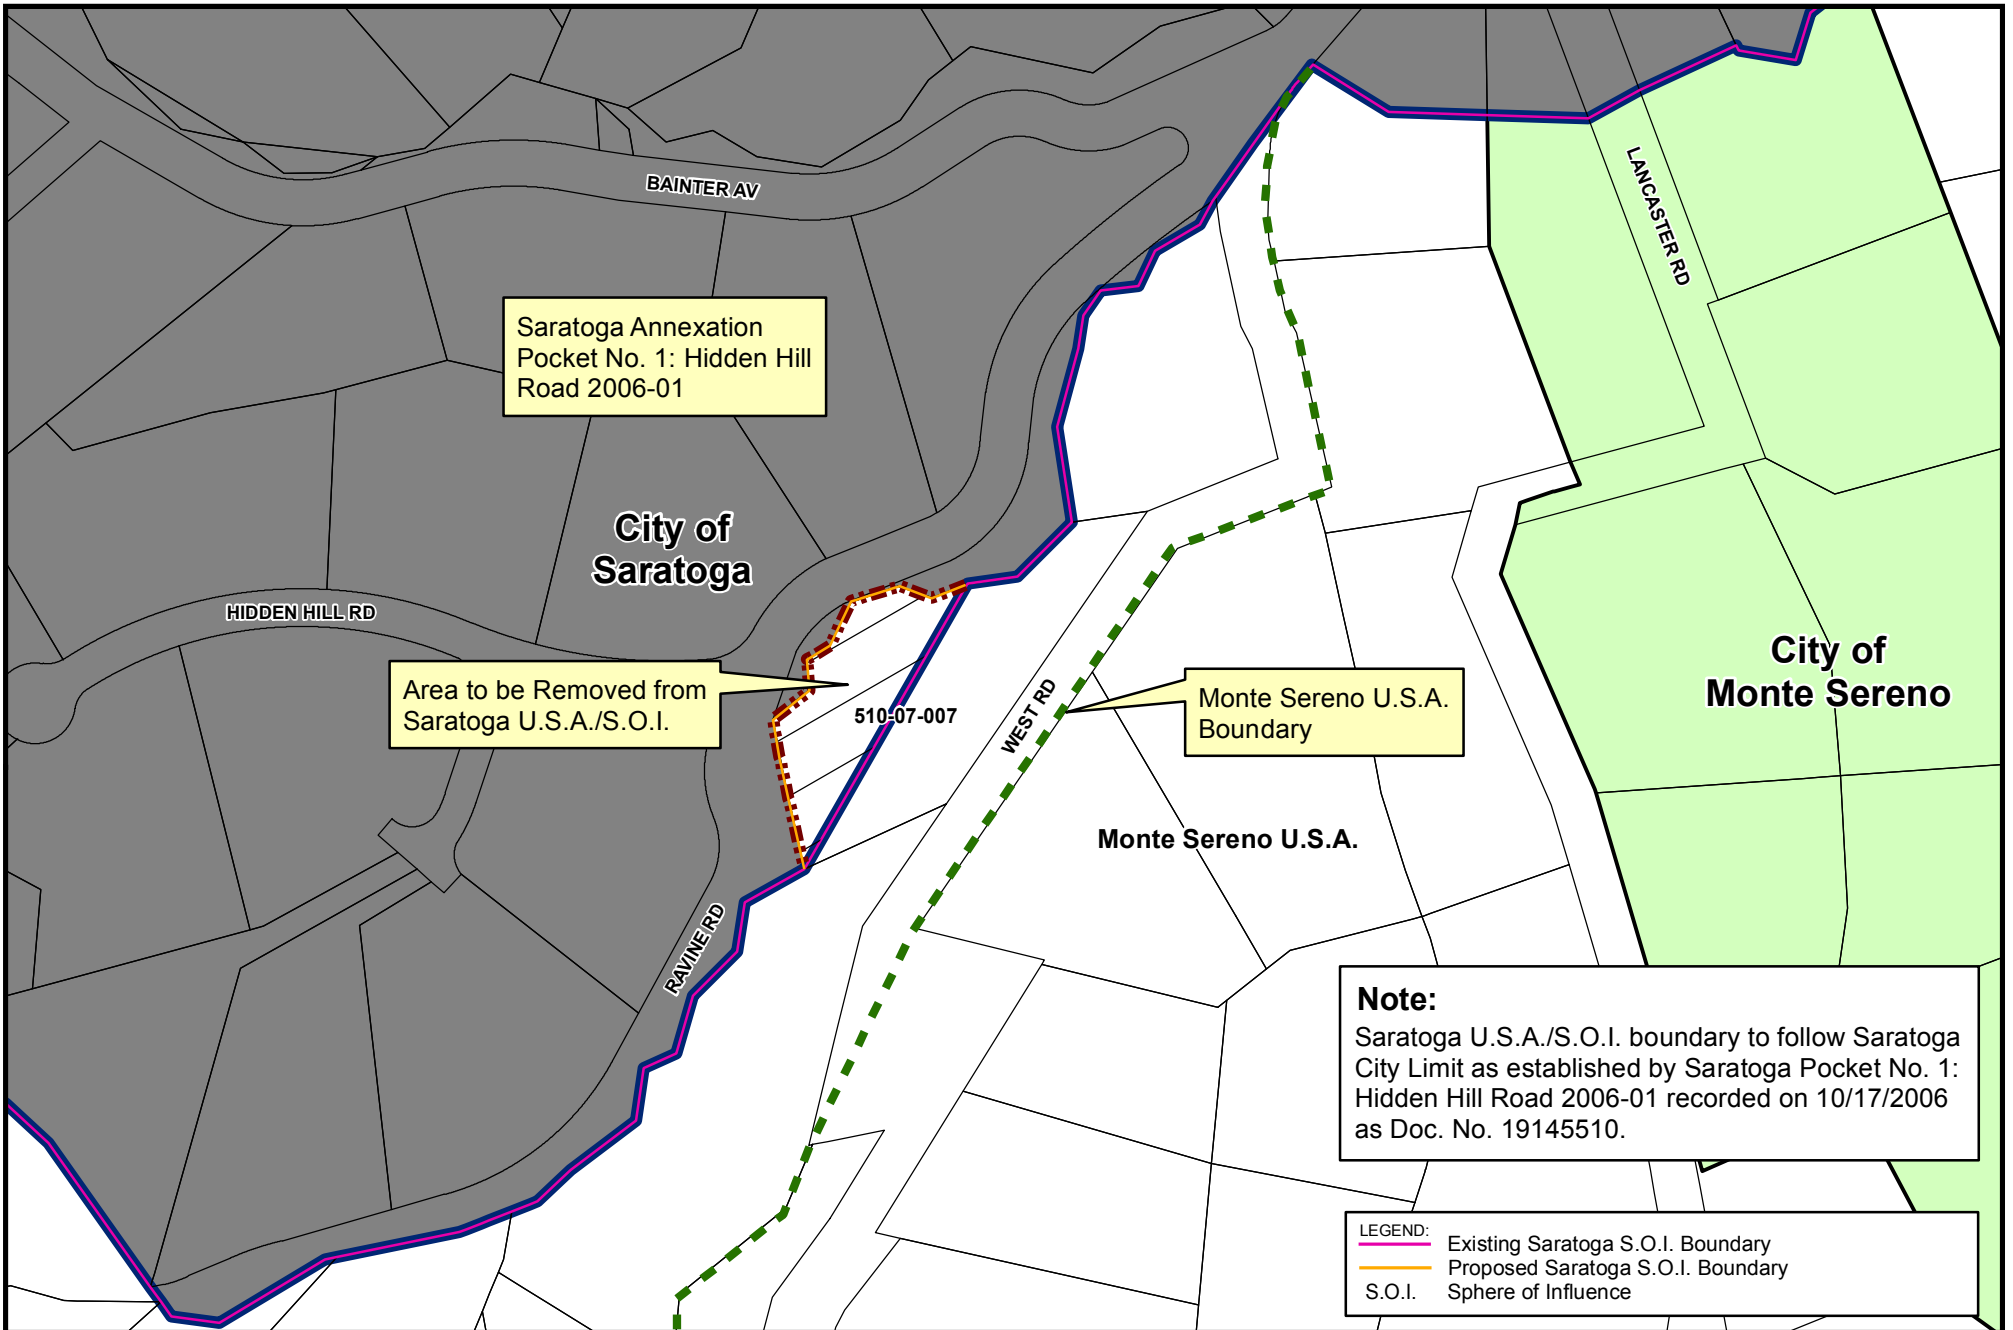 BAINTER AV
LANCASTER RD
Saratoga Annexation
Pocket No. 1: Hidden Hill
Road 2006-01
City of
Saratoga
HIDDEN HILL RD
Area to be Removed from
Saratoga U.S.A./S.O.I.
510-07-007
WEST RD
Monte Sereno U.S.A.
Boundary
City of
Monte Sereno
Monte Sereno U.S.A.
RAVINE RD
Note:
Saratoga U.S.A./S.O.I. boundary to follow Saratoga
City Limit as established by Saratoga Pocket No. 1:
Hidden Hill Road 2006-01 recorded on 10/17/2006
as Doc. No. 19145510.
LEGEND:
Existing Saratoga S.O.I. Boundary
Proposed Saratoga S.O.I. Boundary
S.O.I. Sphere of Influence